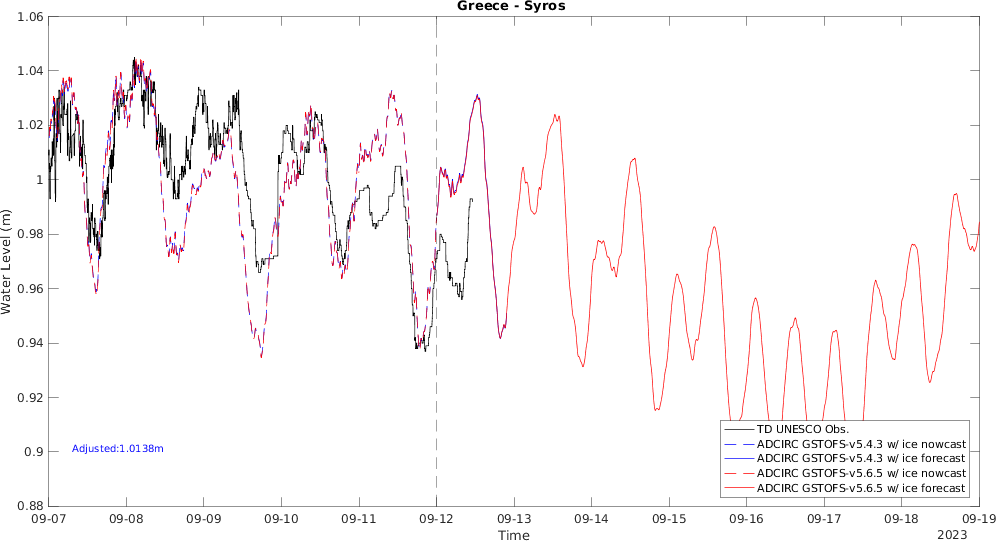 Greece - Syros
1.06
1.04
1.02
1
0.98
0.96
0.94
0.92
0.9
0.88
Water Level (m)
Adjusted:1.0138m
TD UNESCO Obs.
ADCIRC GSTOFS-v5.4.3 w/ ice nowcast
ADCIRC GSTOFS-v5.4.3 w/ ice forecast
ADCIRC GSTOFS-v5.6.5 w/ ice nowcast
ADCIRC GSTOFS-v5.6.5 w/ ice forecast
09-07 09-08 09-09 09-10 09-11 09-12 09-13 09-14 09-15 09-16 09-17 09-18 09-19
Time
2023